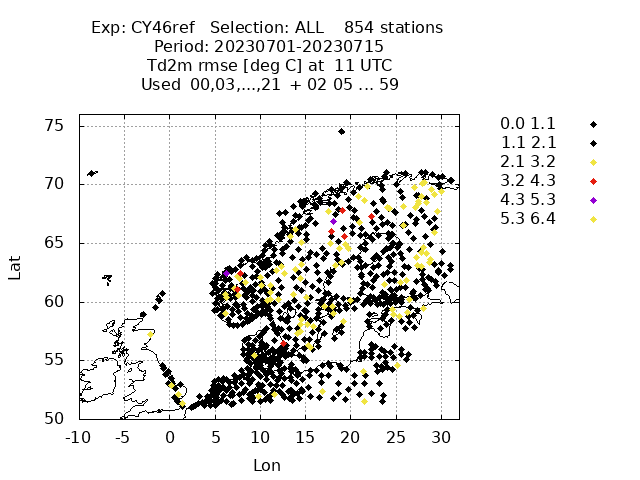 Exp: CY46ref   Selection: ALL    854 stations
Period: 20230701-20230715
Td2m rmse [deg C] at  11 UTC
Used  00,03,...,21  + 02 05 ... 59
0.0 1.1
1.1 2.1
2.1 3.2
3.2 4.3
4.3 5.3
5.3 6.4
75
70
65
60
55
50
Lat
-10 -5 0 5 10 15 20 25 30
Lon